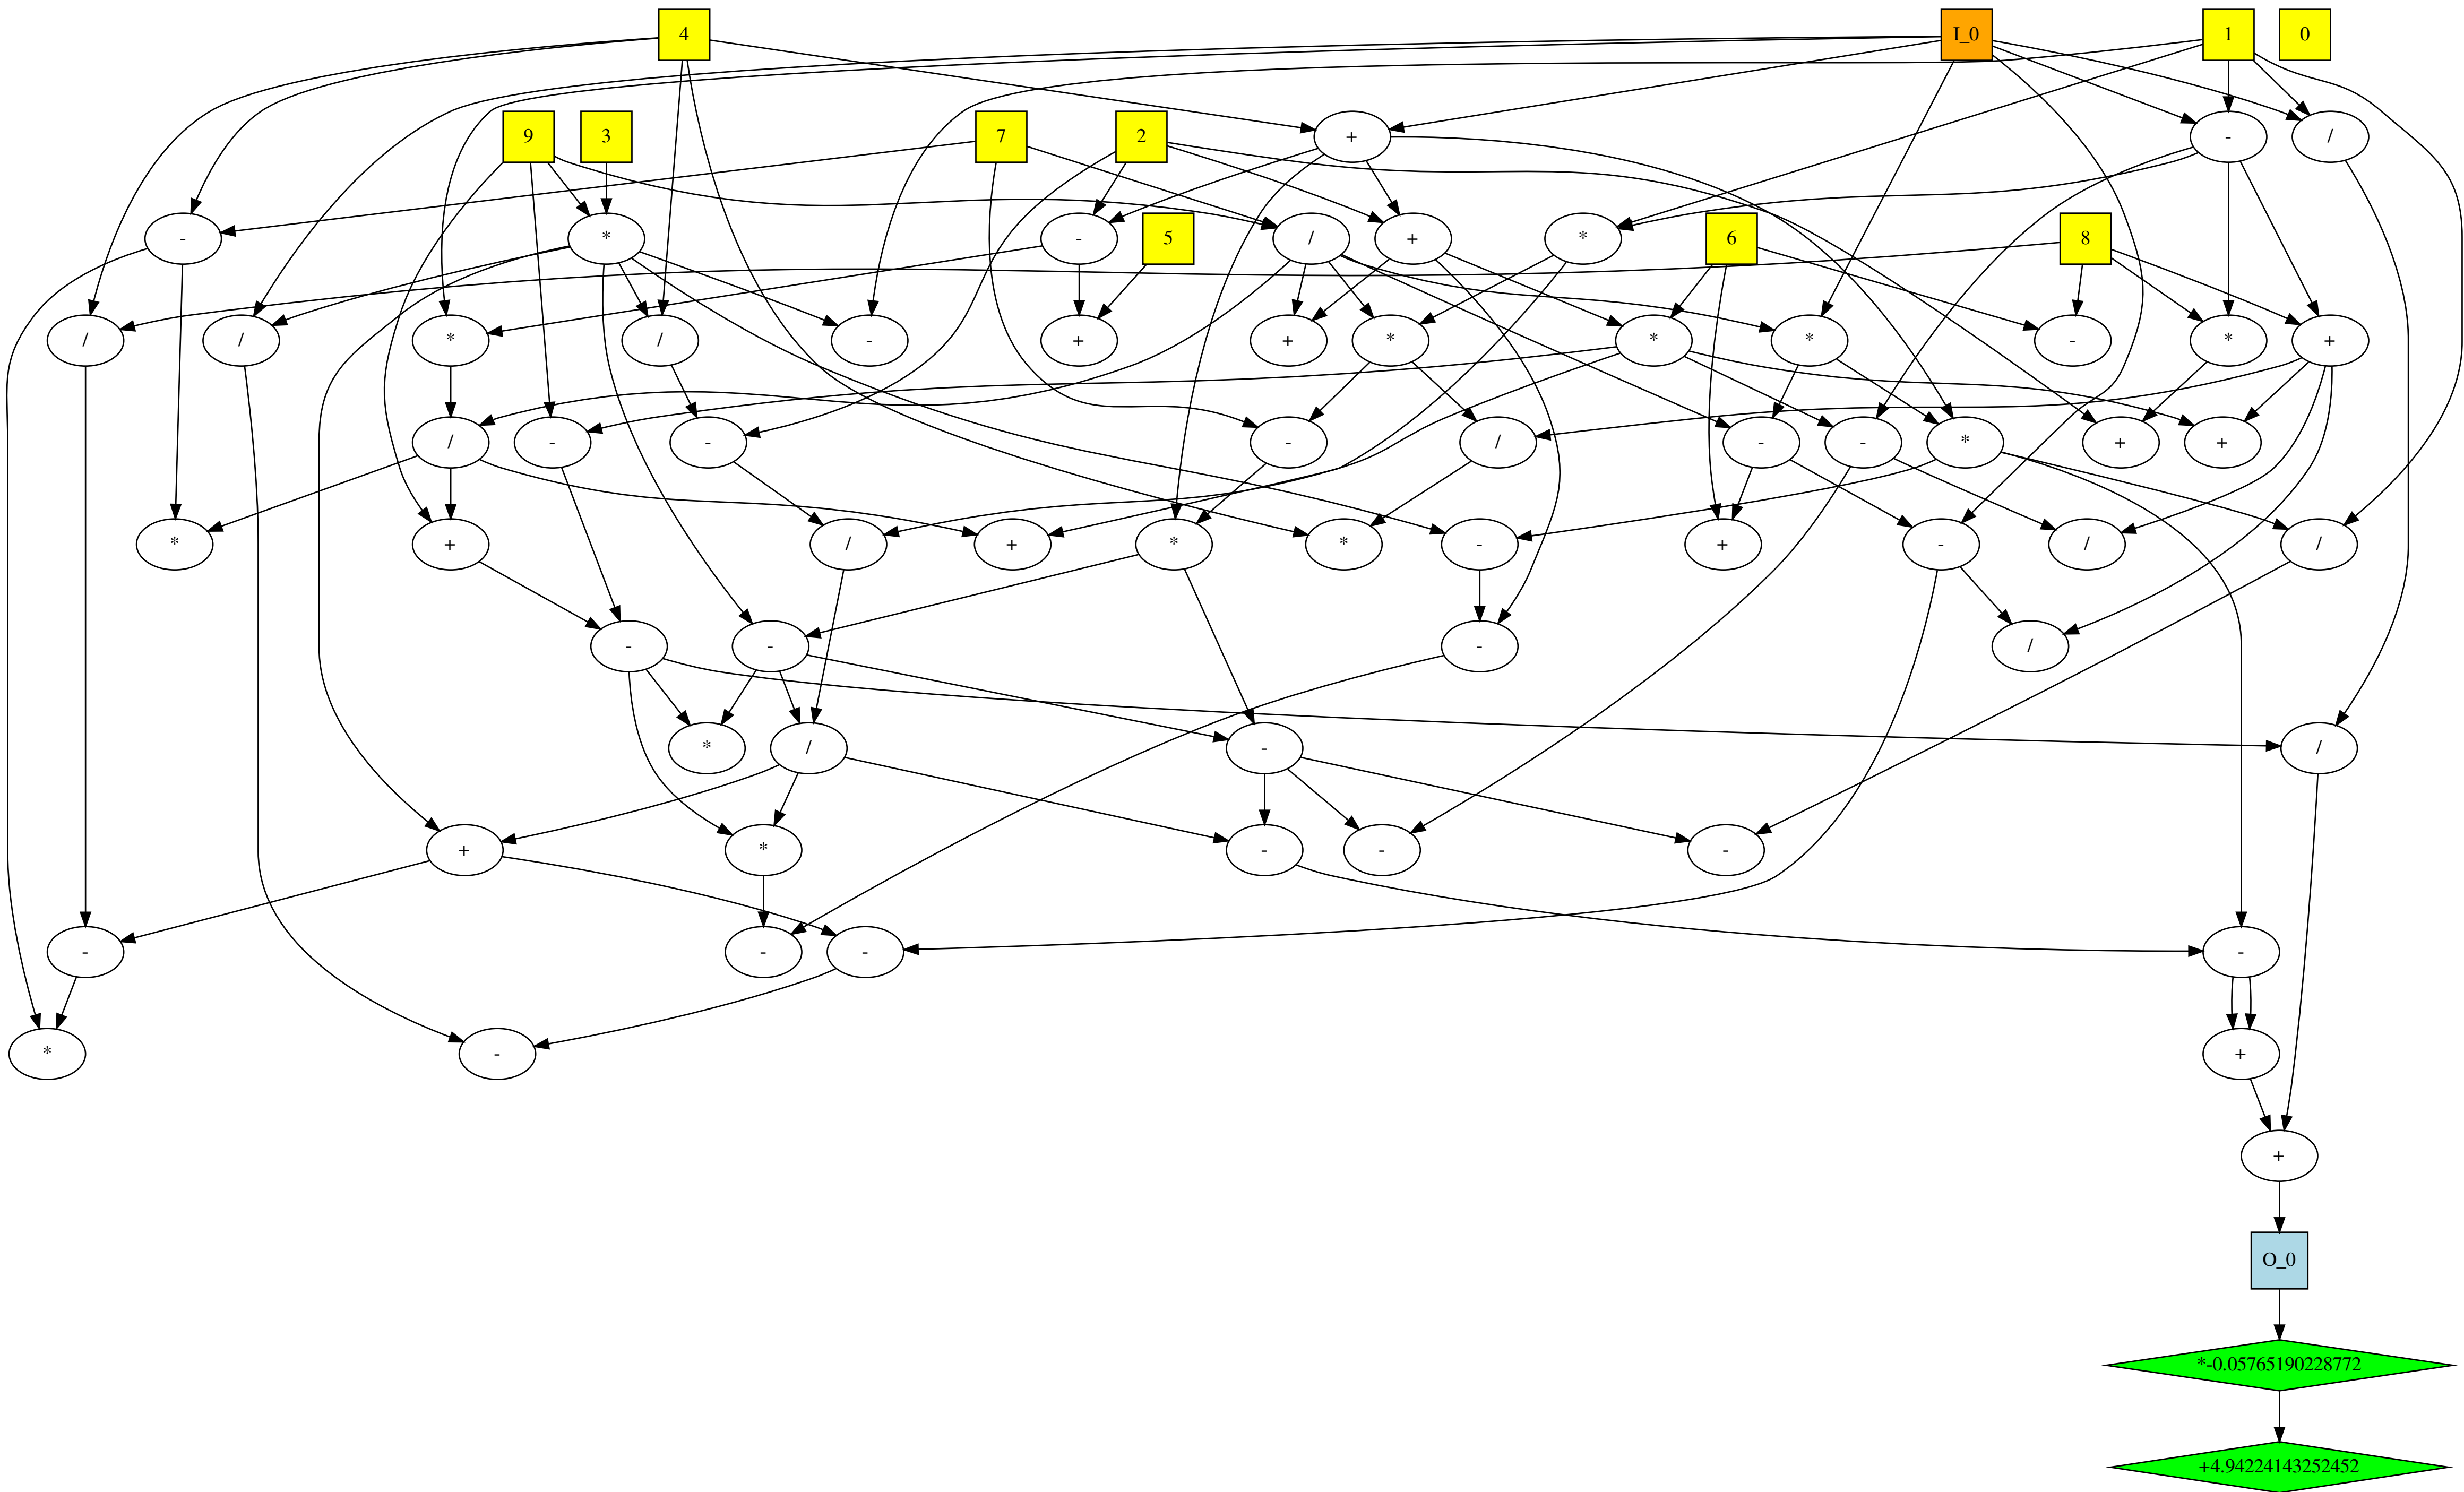 4 I_0 1 0
9 3 7 2 + - /
- * - 5 / + * 6 8
/ / * / - + + * * * - * +
/ - - - / - - * + +
* + / + * * - + - / /
- - - /
* / - /
+ * - - -
- - - -
* - +
+
O_0
*-0.05765190228772
+4.94224143252452